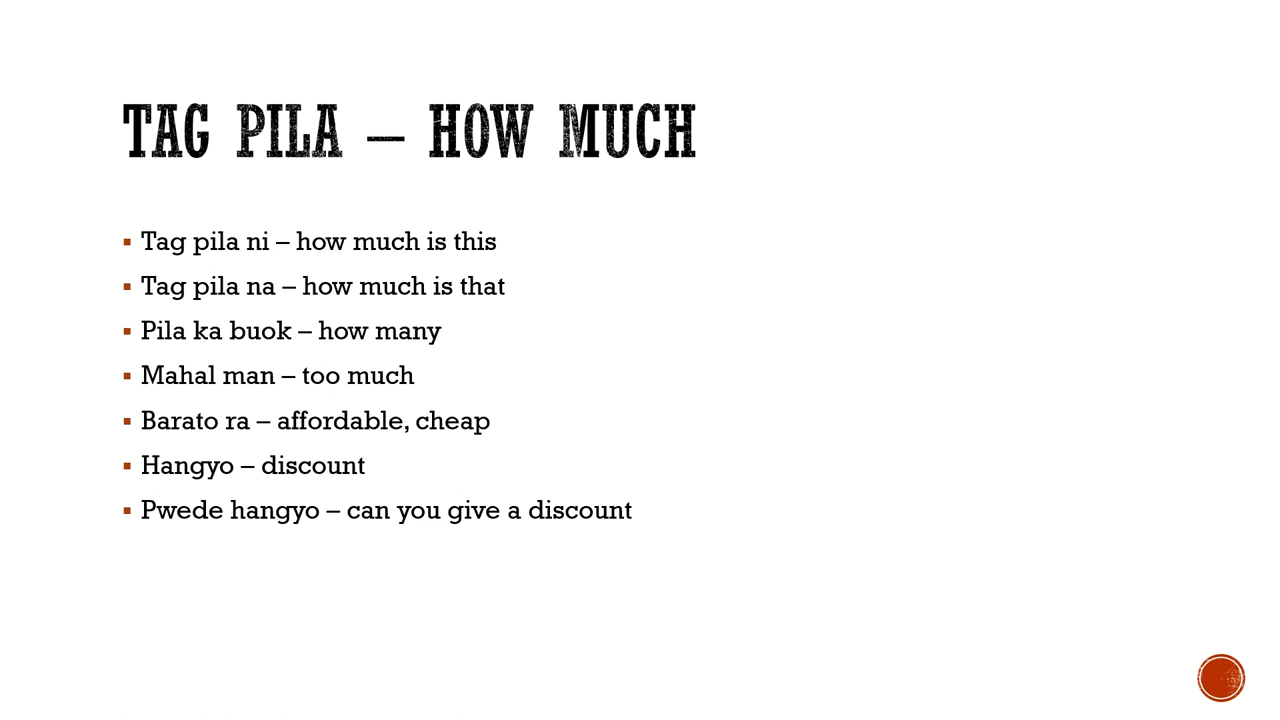 TAG PILA – HOW MUCH
Tag pila ni – how much is this
Tag pila na – how much is that
Pila ka buok – how many
Mahal man – too much
Barato ra – affordable, cheap
Hangyo – discount
Pwede hangyo – can you give a discount